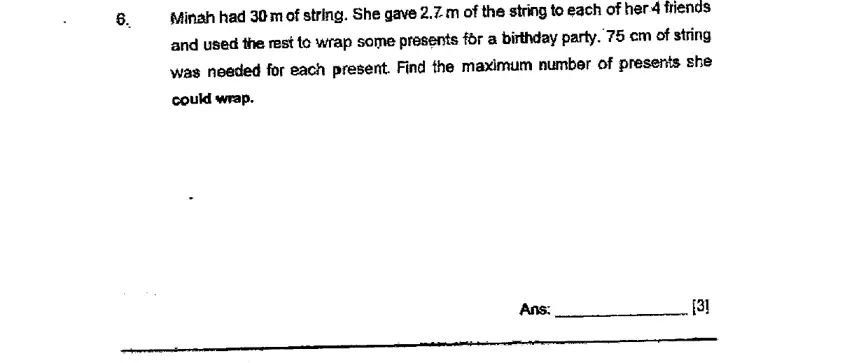 6. Minah had 30 m of string. She gave 2.7 m of the string to each of her 4 friends
and used the rest to wrap some presents for a birthday party. 75 cm of string
was needed for each present. Find the maximum number of presents she
could wrap.
Ans: ____________ [3]